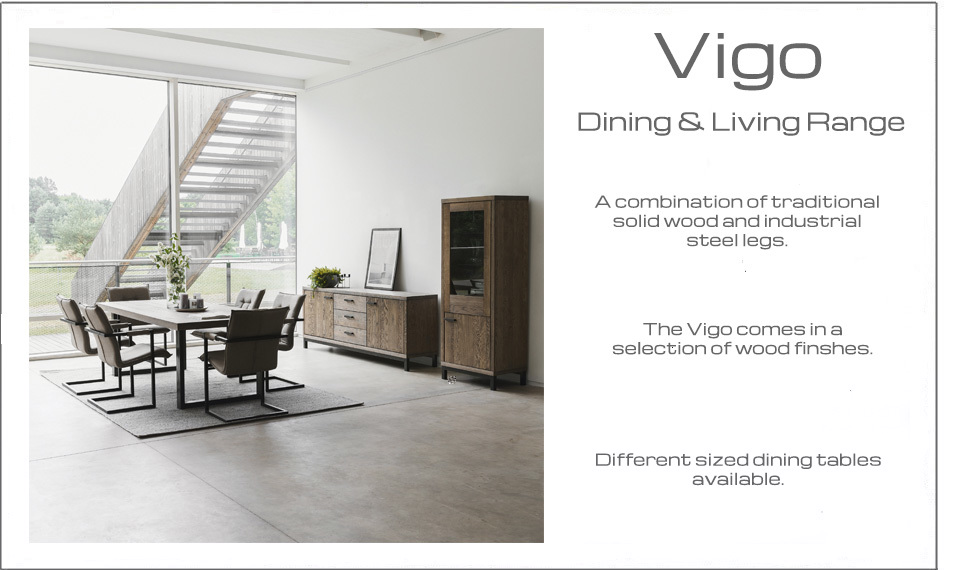 Vigo
Dining & Living Range
A combination of traditional
solid wood and industrial
steel legs.
The Vigo comes in a
selection of wood finshes.
Different sized dining tables
available.